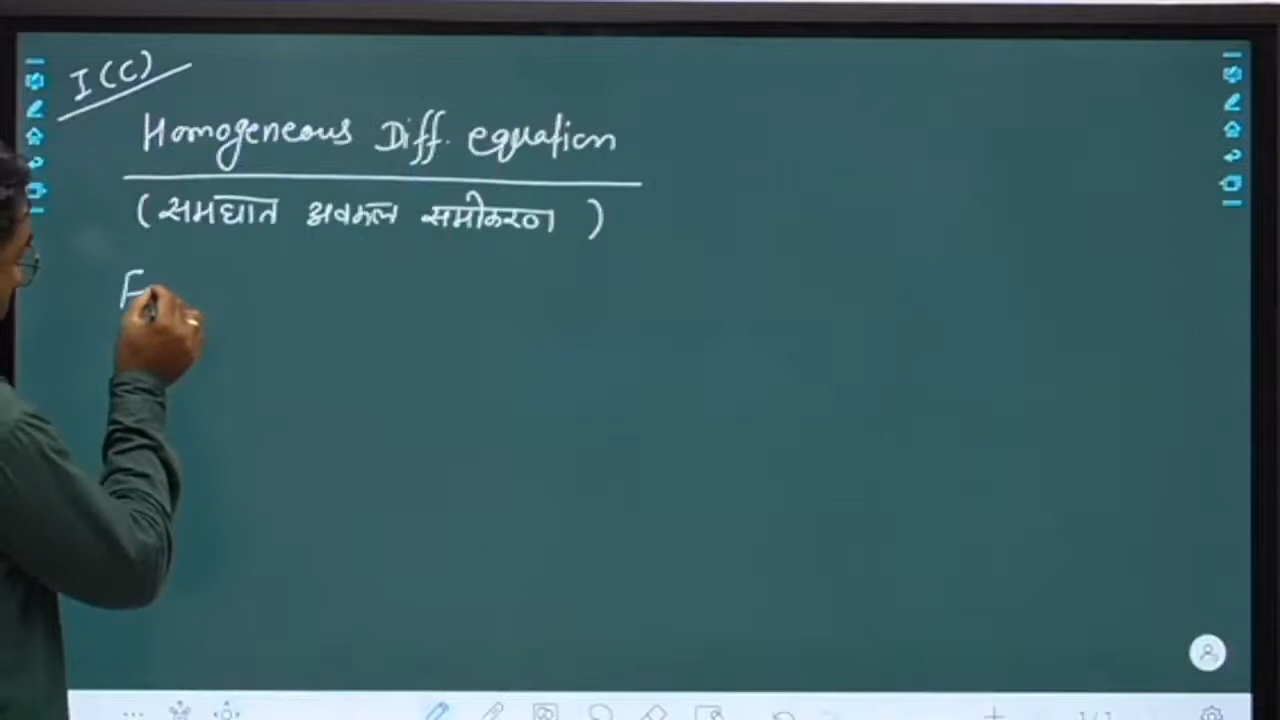 I(C)
Homogeneous Diff. equation
(समघात अवकल समीकरण)
F